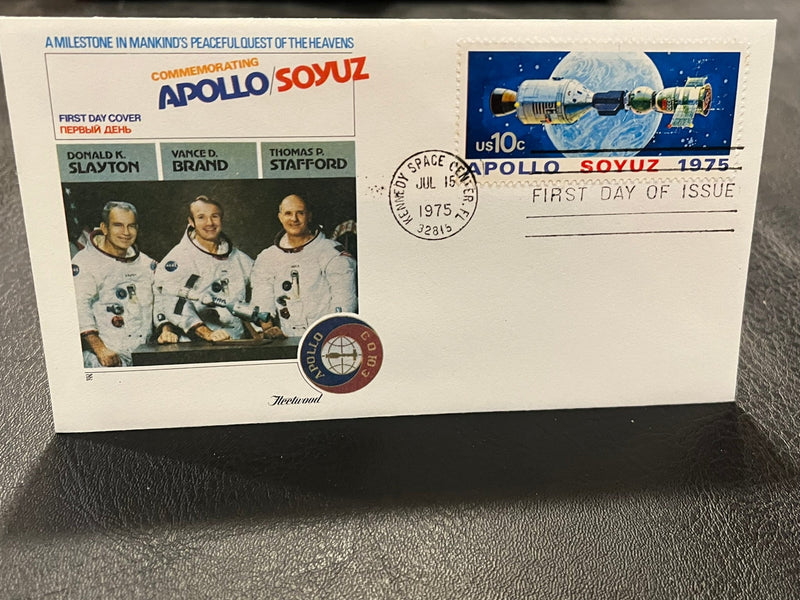 A MILESTONE IN MANKIND'S PEACEFUL QUEST OF THE HEAVENS
COMMEMORATING
APOLLO/SOYUZ
FIRST DAY COVER
ПЕРВЫЙ ДЕНЬ
DONALD K.
SLAYTON
VANCE D.
BRAND
THOMAS P.
STAFFORD
APOLLO
СОЮЗ
Fleetwood
US 10c
APOLLO SOYUZ 1975
KENNEDY SPACE CENTER, FL
JUL 15
1975
32815
FIRST DAY OF ISSUE